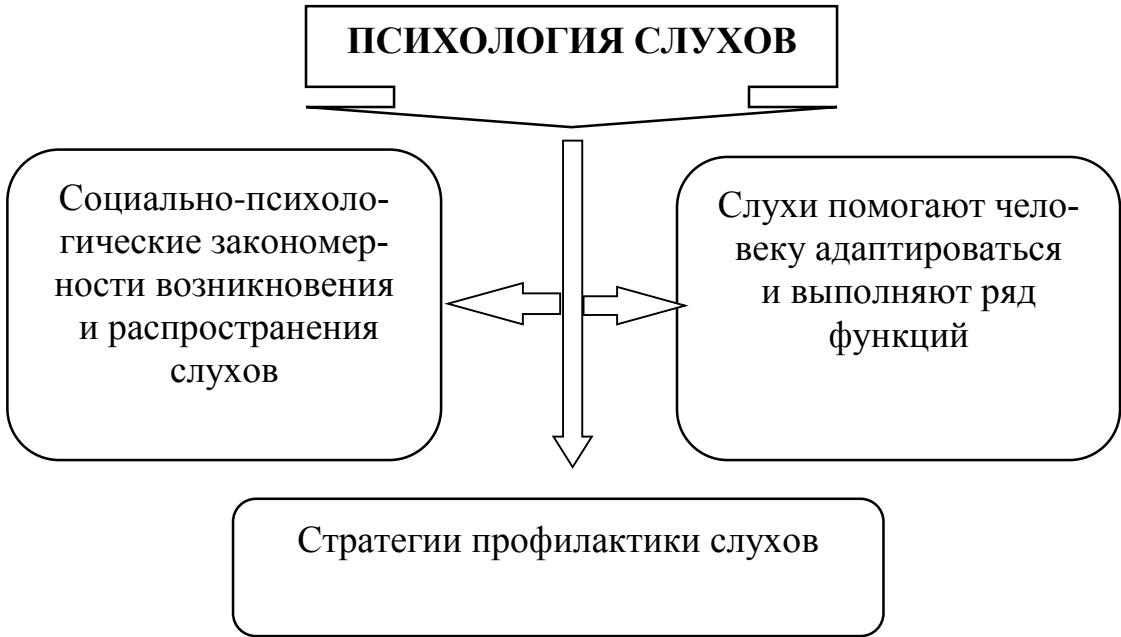 ПСИХОЛОГИЯ СЛУХОВ
Социально-психоло-
гические закономер-
ности возникновения
и распространения
слухов
Слухи помогают чело-
веку адаптироваться
и выполняют ряд
функций
Стратегии профилактики слухов